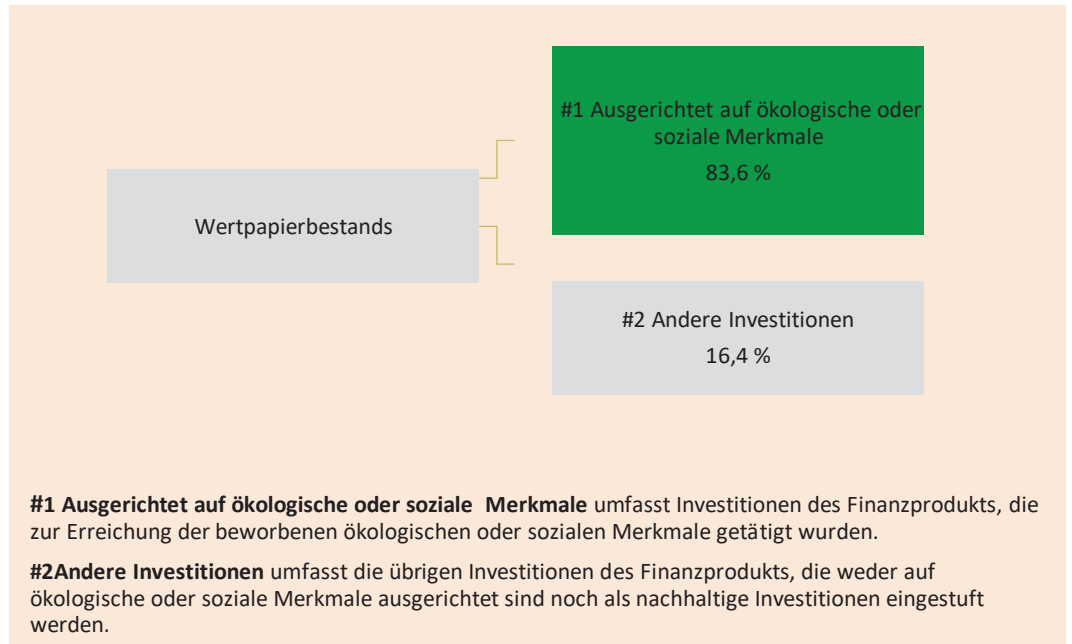 #1 Ausgerichtet auf ökologische oder
soziale Merkmale
83,6 %
Wertpapierbestands
#2 Andere Investitionen
16,4 %
#1 Ausgerichtet auf ökologische oder soziale Merkmale umfasst Investitionen des Finanzprodukts, die
zur Erreichung der beworbenen ökologischen oder sozialen Merkmale getätigt wurden.
#2Andere Investitionen umfasst die übrigen Investitionen des Finanzprodukts, die weder auf
ökologische oder soziale Merkmale ausgerichtet sind noch als nachhaltige Investitionen eingestuft
werden.